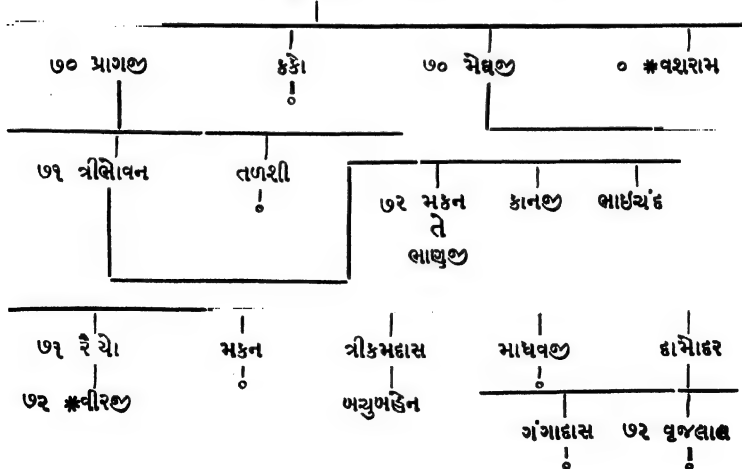 ૭૦ પ્રાગજી કકો ૭૦ મેઘજી ૦ *વશરામ
૭૧ ત્રીભોવન તળશી
૭૨ મકન કાનજી ભાઈચંદ
તે
ભાણજી
૭૧ રૈયો મકન ત્રીકમદાસ માધવજી દામોદર
૭૨ *વીરજી બચુબહેન
ગંગાદાસ ૭૨ વૃજલાલ